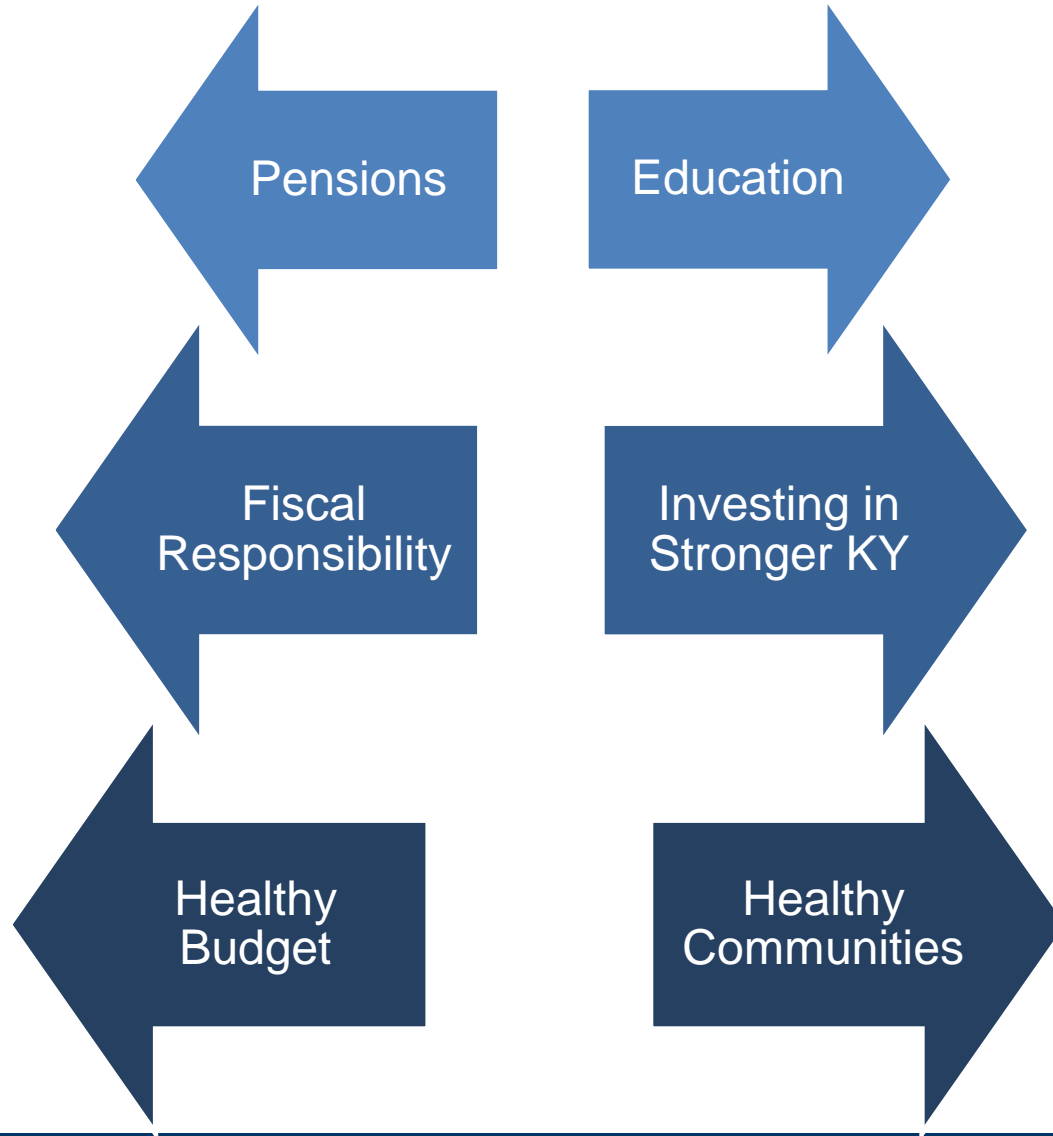 Pensions
Education
Fiscal
Responsibility
Investing in
Stronger KY
Healthy
Budget
Healthy
Communities